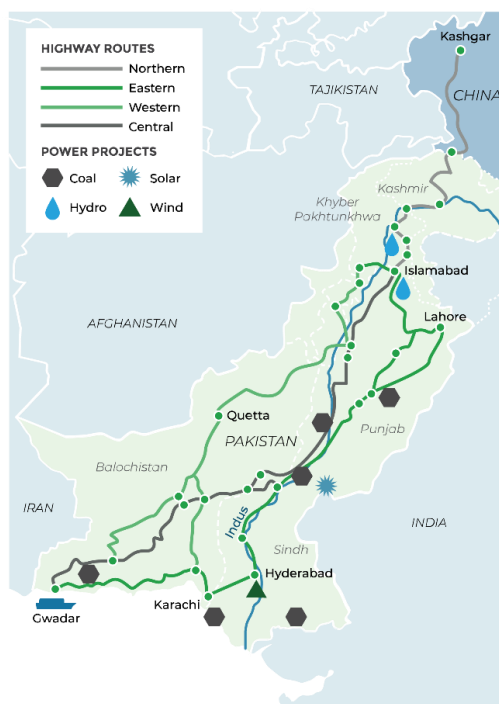 HIGHWAY ROUTES
Northern
Eastern
Western
Central
POWER PROJECTS
Coal
Solar
Hydro
Wind
Kashgar
CHINA
TAJIKISTAN
Kashmir
Khyber
Pakhtunkhwa
Islamabad
Lahore
AFGHANISTAN
Quetta
PAKISTAN
Punjab
Balochistan
IRAN
Indus
INDIA
Sindh
Hyderabad
Karachi
Gwadar